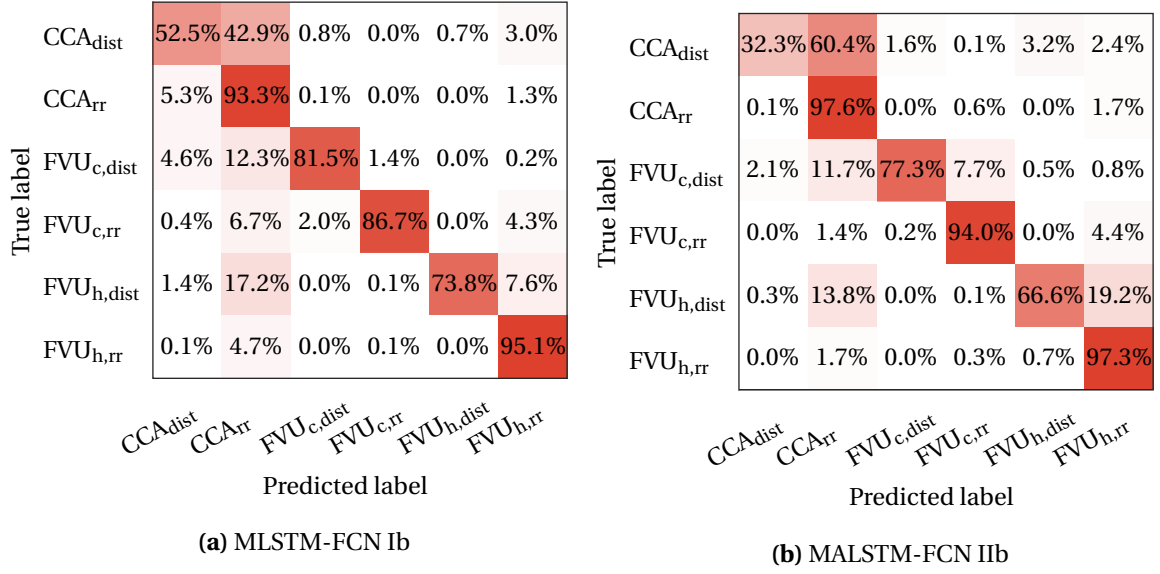 CCAdist 52.5% 42.9% 0.8% 0.0% 0.7% 3.0%
CCArr 5.3% 93.3% 0.1% 0.0% 0.0% 1.3%
FVUc,dist 4.6% 12.3% 81.5% 1.4% 0.0% 0.2%
FVUc,rr 0.4% 6.7% 2.0% 86.7% 0.0% 4.3%
FVUh,dist 1.4% 17.2% 0.0% 0.1% 73.8% 7.6%
FVUh,rr 0.1% 4.7% 0.0% 0.1% 0.0% 95.1%
True label
CCAdist CCArr FVUc,dist FVUc,rr FVUh,dist FVUh,rr
Predicted label
(a) MLSTM-FCN Ib
CCAdist 32.3% 60.4% 1.6% 0.1% 3.2% 2.4%
CCArr 0.1% 97.6% 0.0% 0.6% 0.0% 1.7%
FVUc,dist 2.1% 11.7% 77.3% 7.7% 0.5% 0.8%
FVUc,rr 0.0% 1.4% 0.2% 94.0% 0.0% 4.4%
FVUh,dist 0.3% 13.8% 0.0% 0.1% 66.6% 19.2%
FVUh,rr 0.0% 1.7% 0.0% 0.3% 0.7% 97.3%
True label
CCAdist CCArr FVUc,dist FVUc,rr FVUh,dist FVUh,rr
Predicted label
(b) MALSTM-FCN IIb